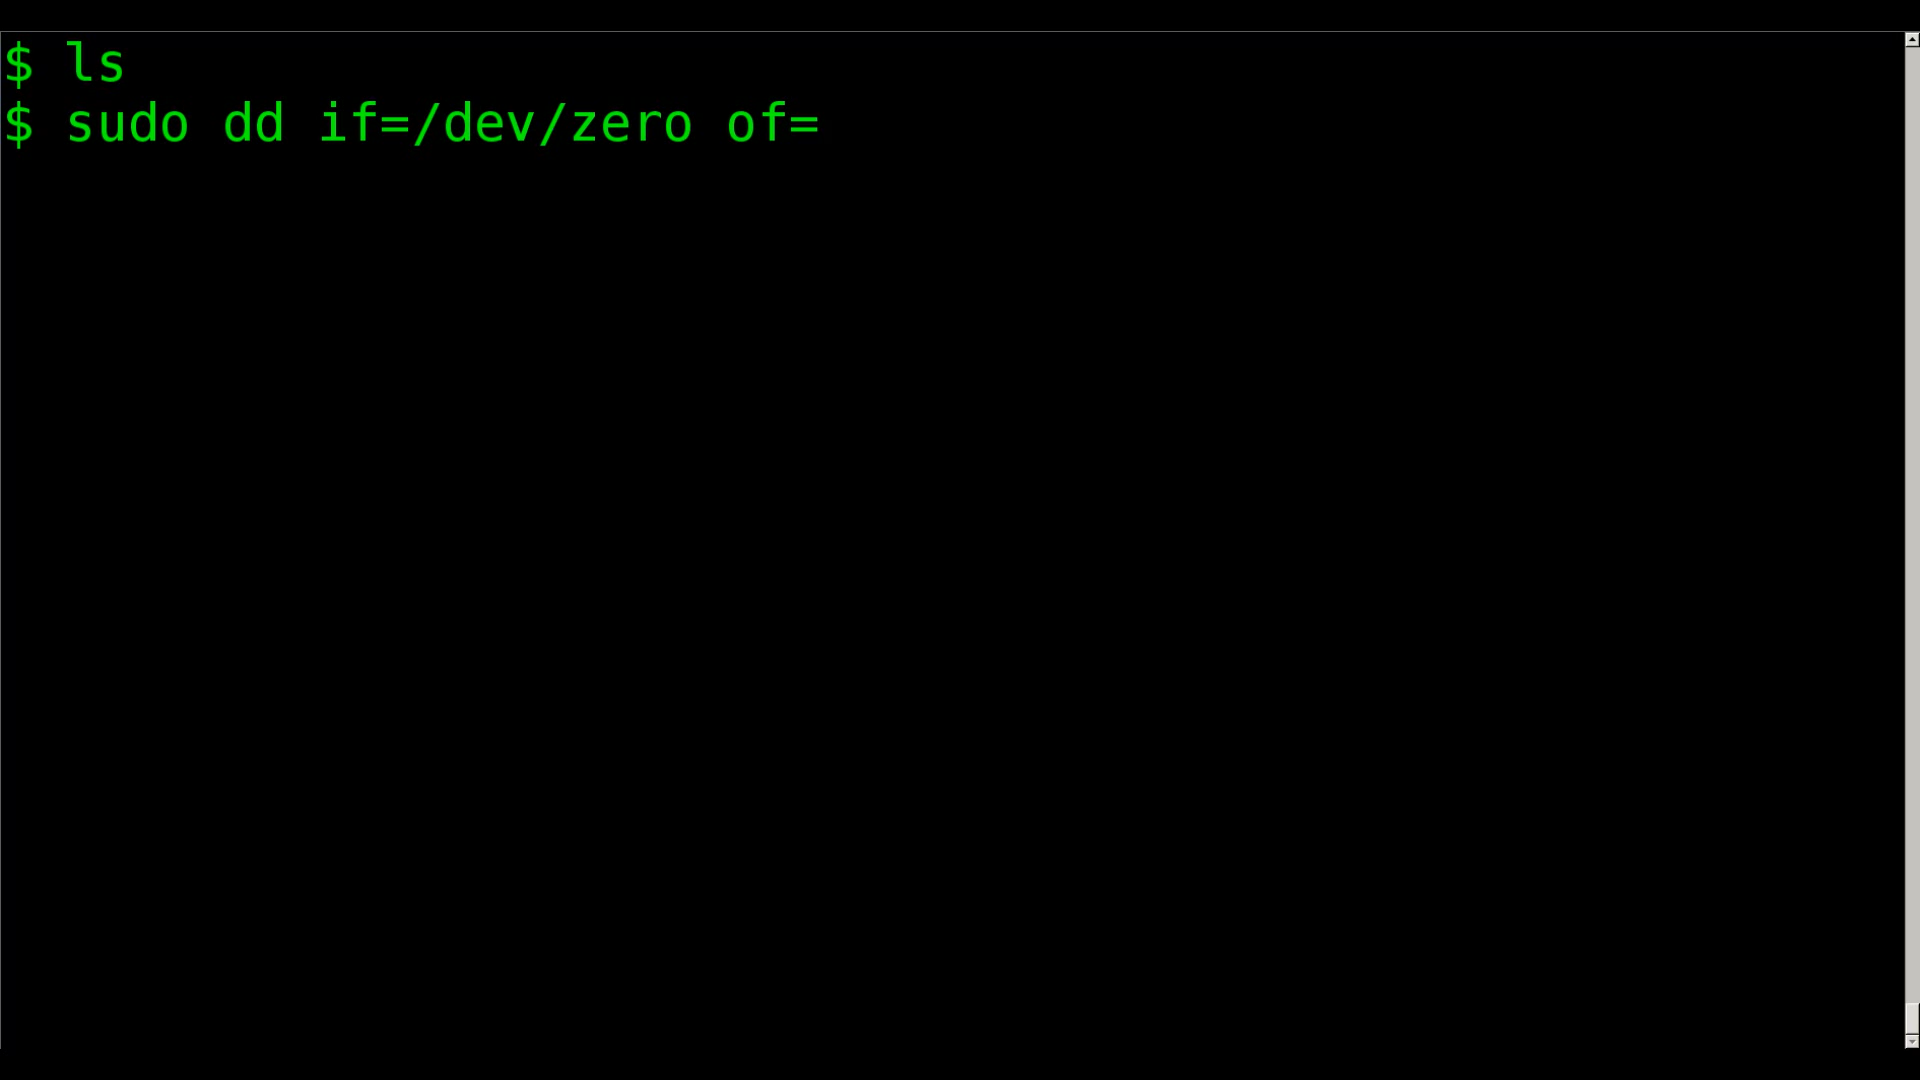 $ ls
$ sudo dd if=/dev/zero of=